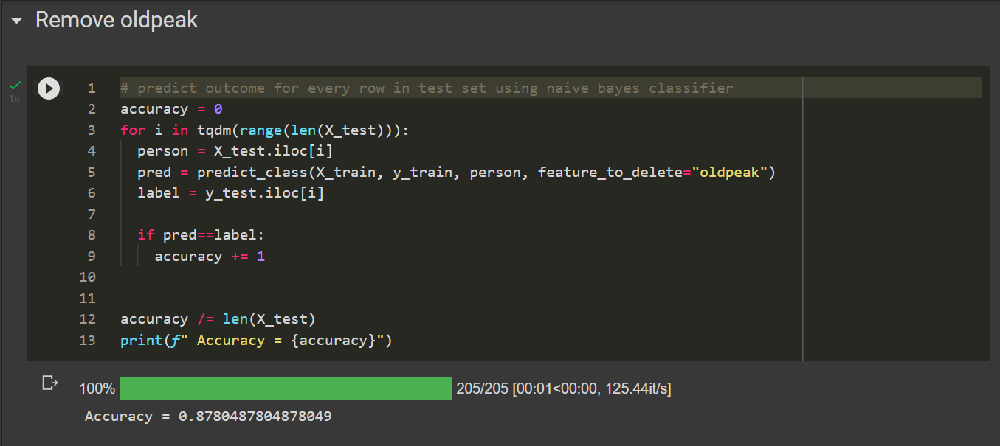 Remove oldpeak
1s
1 # predict outcome for every row in test set using naive bayes classifier
2 accuracy = 0
3 for i in tqdm(range(len(X_test))):
4   person = X_test.iloc[i]
5   pred = predict_class(X_train, y_train, person, feature_to_delete="oldpeak")
6   label = y_test.iloc[i]
7
8   if pred==label:
9     accuracy += 1
10
11
12 accuracy /= len(X_test)
13 print(f" Accuracy = {accuracy}")
100% 205/205 [00:01<00:00, 125.44it/s]
Accuracy = 0.8780487804878049